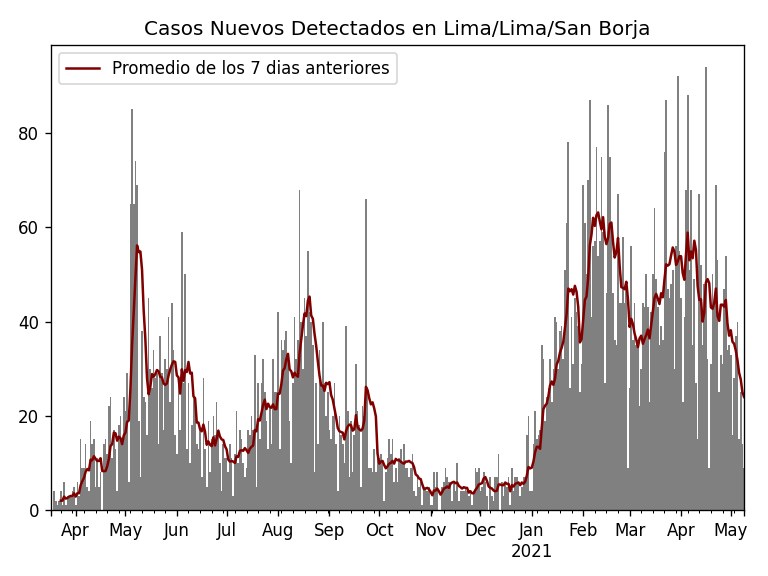 Casos Nuevos Detectados en Lima/Lima/San Borja
Promedio de los 7 dias anteriores
80
60
40
20
0
Apr May Jun Jul Aug Sep Oct Nov Dec Jan Feb Mar Apr May
2021